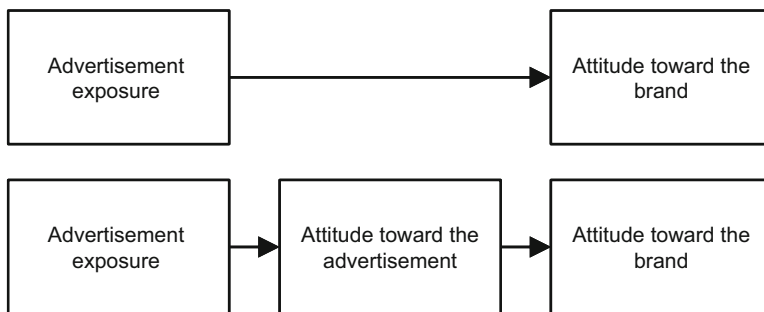 Advertisement
exposure
Attitude toward the
brand
Advertisement
exposure
Attitude toward the
advertisement
Attitude toward the
brand